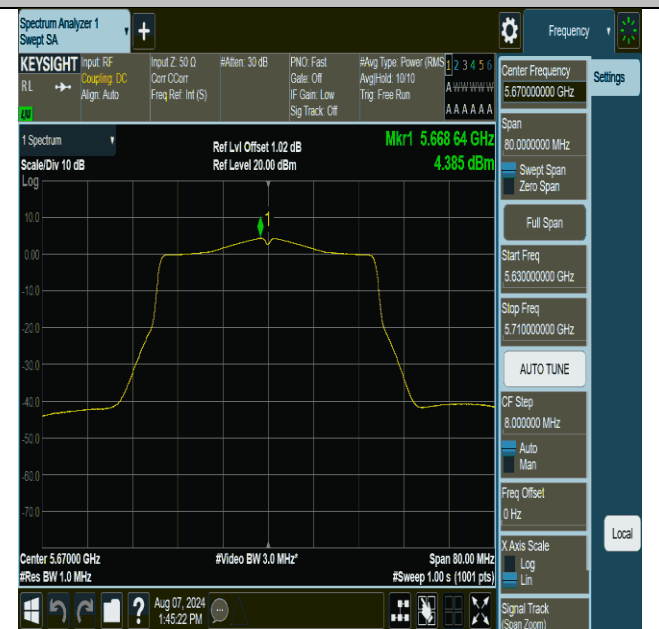 Spectrum Analyzer 1
Swept SA
+
Frequency
KEYSIGHT
RL
Input: RF
Coupling: DC
Align: Auto
Input Z: 50 Ω
Corr CCorr
Freq Ref: Int (S)
#Atten: 30 dB
PNO: Fast
Gate: Off
IF Gain: Low
Sig Track: Off
#Avg Type: Power (RMS
Avg|Hold: 10/10
Trig: Free Run
1 2 3 4 5 6
A W W W W W
A A A A A A
1 Spectrum
Scale/Div 10 dB
Log
Ref Lvl Offset 1.02 dB
Ref Level 20.00 dBm
Mkr1 5.668 64 GHz
4.385 dBm
1
10.0
0.00
-10.0
-20.0
-30.0
-40.0
-50.0
-60.0
-70.0
Center 5.67000 GHz
#Res BW 1.0 MHz
#Video BW 3.0 MHz*
Span 80.00 MHz
#Sweep 1.00 s (1001 pts)
?
Aug 07, 2024
1:45:22 PM
Center Frequency
5.670000000 GHz
Settings
Span
80.0000000 MHz
Swept Span
Zero Span
Full Span
Start Freq
5.630000000 GHz
Stop Freq
5.710000000 GHz
AUTO TUNE
CF Step
8.000000 MHz
Auto
Man
Freq Offset
0 Hz
X Axis Scale
Log
Lin
Local
Signal Track
(Span Zoom)